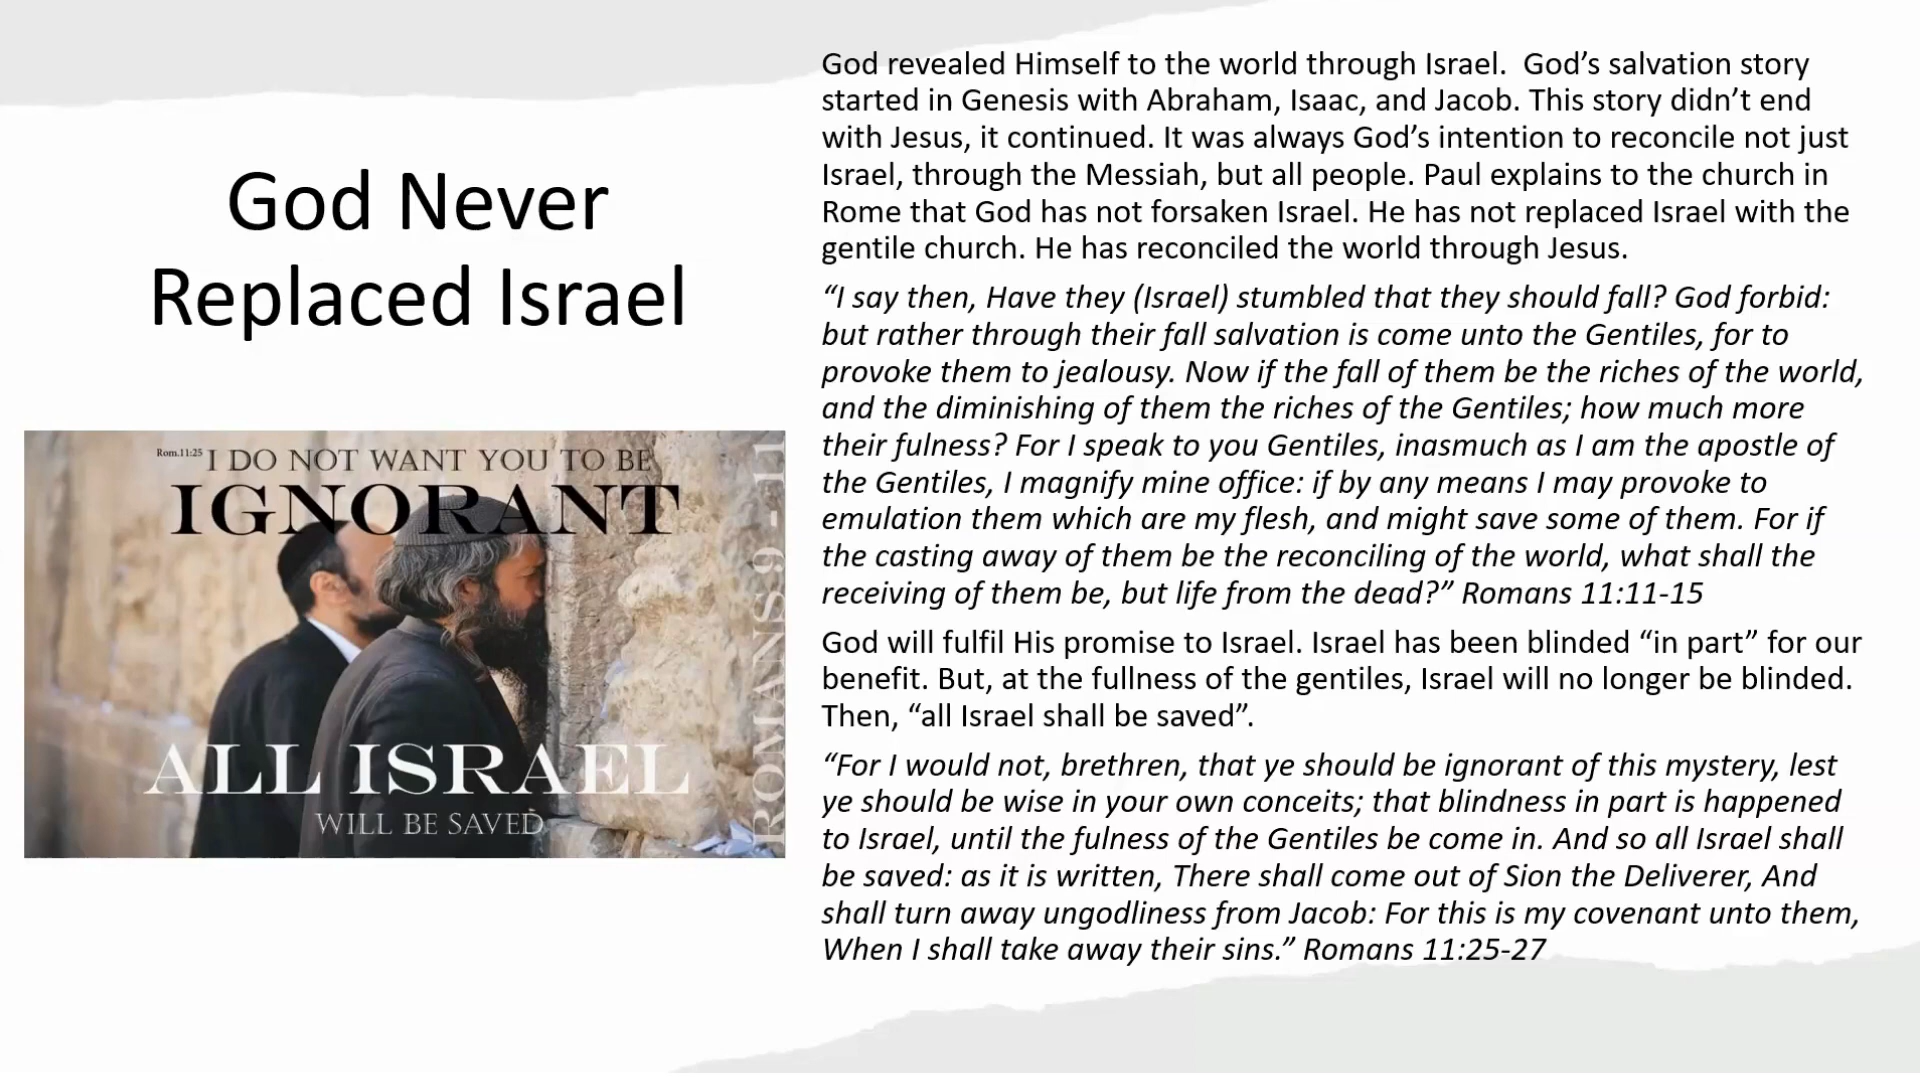 God Never
Replaced Israel
Rom.11:25 I DO NOT WANT YOU TO BE
IGNORANT
ALL ISRAEL
WILL BE SAVED
ROMANS 9 - 11
God revealed Himself to the world through Israel.  God’s salvation story
started in Genesis with Abraham, Isaac, and Jacob. This story didn’t end
with Jesus, it continued. It was always God’s intention to reconcile not just
Israel, through the Messiah, but all people. Paul explains to the church in
Rome that God has not forsaken Israel. He has not replaced Israel with the
gentile church. He has reconciled the world through Jesus.
“I say then, Have they (Israel) stumbled that they should fall? God forbid:
but rather through their fall salvation is come unto the Gentiles, for to
provoke them to jealousy. Now if the fall of them be the riches of the world,
and the diminishing of them the riches of the Gentiles; how much more
their fulness? For I speak to you Gentiles, inasmuch as I am the apostle of
the Gentiles, I magnify mine office: if by any means I may provoke to
emulation them which are my flesh, and might save some of them. For if
the casting away of them be the reconciling of the world, what shall the
receiving of them be, but life from the dead?” Romans 11:11-15
God will fulfil His promise to Israel. Israel has been blinded “in part” for our
benefit. But, at the fullness of the gentiles, Israel will no longer be blinded.
Then, “all Israel shall be saved”.
“For I would not, brethren, that ye should be ignorant of this mystery, lest
ye should be wise in your own conceits; that blindness in part is happened
to Israel, until the fulness of the Gentiles be come in. And so all Israel shall
be saved: as it is written, There shall come out of Sion the Deliverer, And
shall turn away ungodliness from Jacob: For this is my covenant unto them,
When I shall take away their sins.” Romans 11:25-27